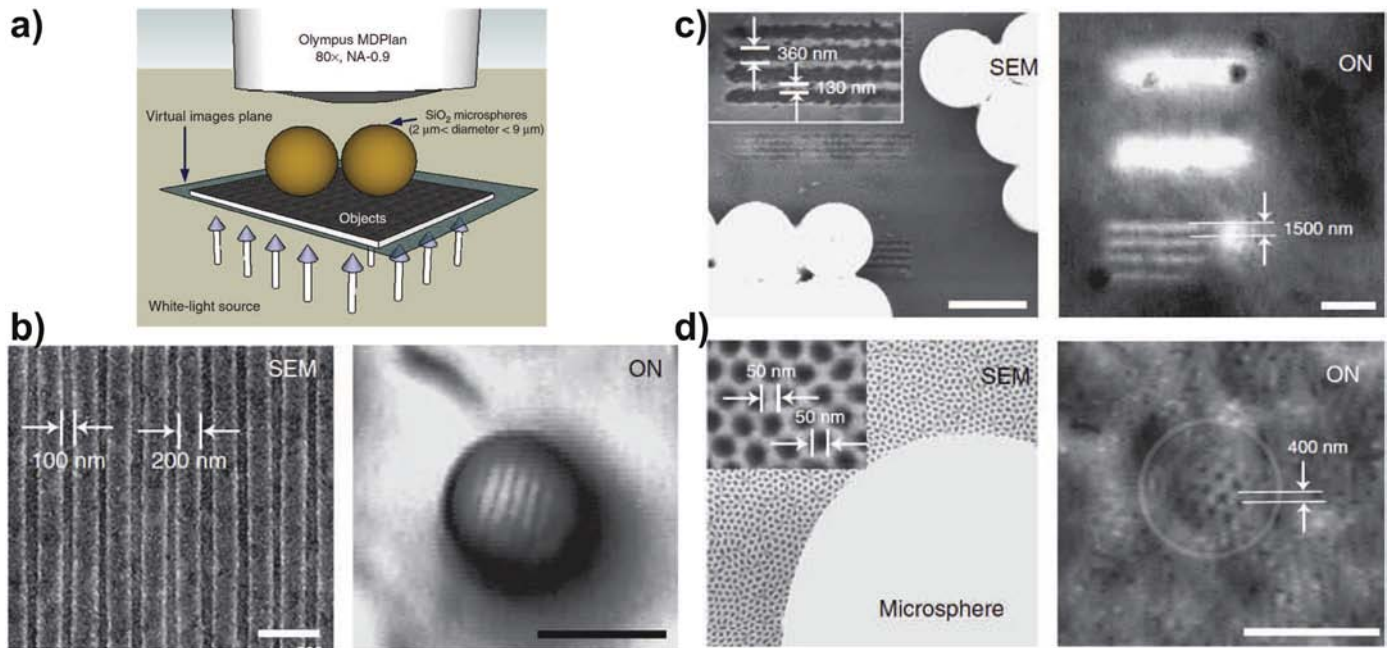 a)
Olympus MDPlan
80×, NA-0.9
Virtual images plane
SiO₂ microspheres
(2 μm< diameter < 9 μm)
Objects
White-light source
b)
SEM
100 nm
200 nm
ON
c)
360 nm
130 nm
SEM
ON
1500 nm
d)
50 nm
50 nm
SEM
Microsphere
ON
400 nm